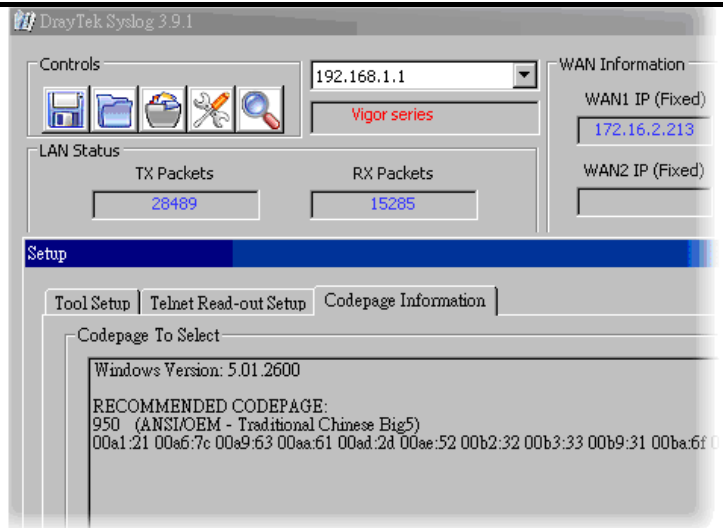 DrayTek Syslog 3.9.1
Controls
192.168.1.1
Vigor series
WAN Information
WAN1 IP (Fixed)
172.16.2.213
WAN2 IP (Fixed)
LAN Status
TX Packets
RX Packets
28489
15285
Setup
Tool Setup
Telnet Read-out Setup
Codepage Information
Codepage To Select
Windows Version: 5.01.2600
RECOMMENDED CODEPAGE:
950 (ANSI/OEM - Traditional Chinese Big5)
00a1:21 00a6:7c 00a9:63 00aa:61 00ad:2d 00ae:52 00b2:32 00b3:33 00b9:31 00ba:6f